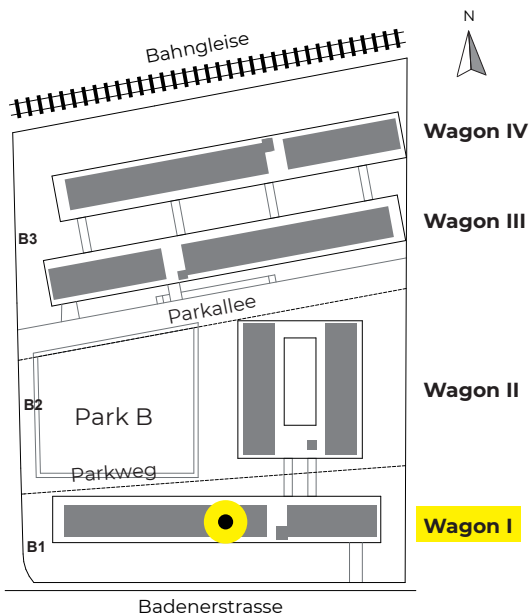 N
Bahngleise
Wagon IV
Wagon III
B3
Parkallee
Wagon II
B2
Park B
Parkweg
Wagon I
B1
Badenerstrasse